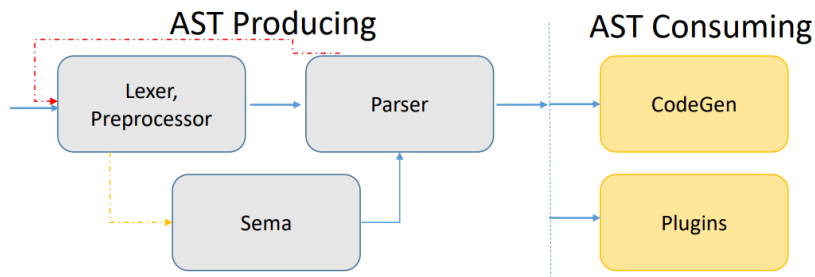 AST Producing
AST Consuming
Lexer,
Preprocessor
Parser
CodeGen
Sema
Plugins